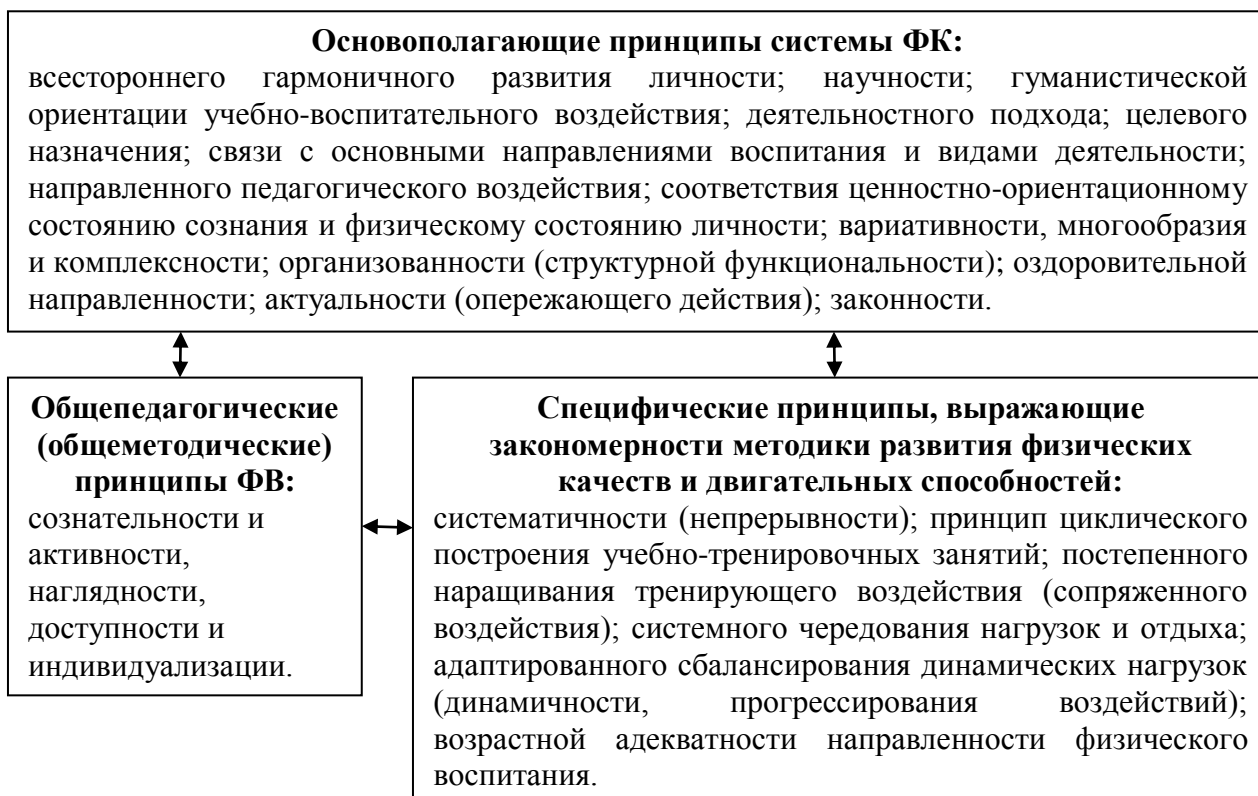 Основополагающие принципы системы ФК:
всестороннего гармоничного развития личности; научности; гуманистической
ориентации учебно-воспитательного воздействия; деятельностного подхода; целевого
назначения; связи с основными направлениями воспитания и видами деятельности;
направленного педагогического воздействия; соответствия ценностно-ориентационному
состоянию сознания и физическому состоянию личности; вариативности, многообразия
и комплексности; организованности (структурной функциональности); оздоровительной
направленности; актуальности (опережающего действия); законности.
Общепедагогические
(общеметодические)
принципы ФВ:
сознательности и
активности,
наглядности,
доступности и
индивидуализации.
Специфические принципы, выражающие
закономерности методики развития физических
качеств и двигательных способностей:
систематичности (непрерывности); принцип циклического
построения учебно-тренировочных занятий; постепенного
наращивания тренирующего воздействия (сопряженного
воздействия); системного чередования нагрузок и отдыха;
адаптированного сбалансирования динамических нагрузок
(динамичности, прогрессирования воздействий);
возрастной адекватности направленности физического
воспитания.